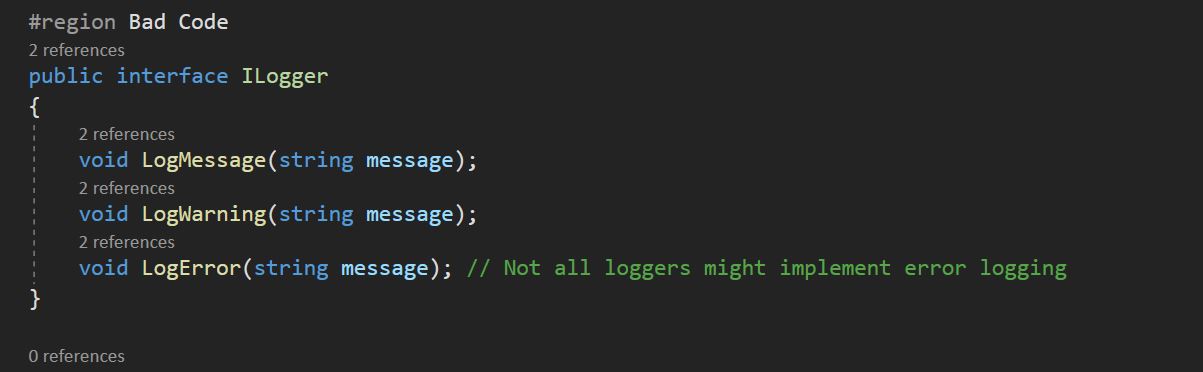 #region Bad Code
2 references
public interface ILogger
{
2 references
void LogMessage(string message);
2 references
void LogWarning(string message);
2 references
void LogError(string message); // Not all loggers might implement error logging
}
0 references